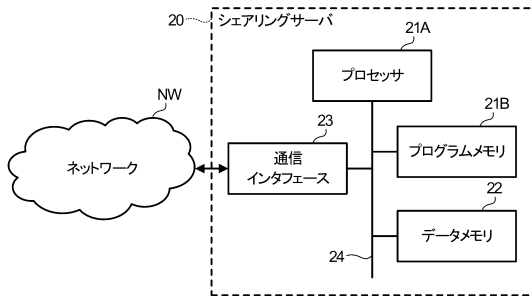 20
シェアリングサーバ
21A
プロセッサ
NW
23
21B
ネットワーク
通信
インタフェース
プログラムメモリ
22
データメモリ
24